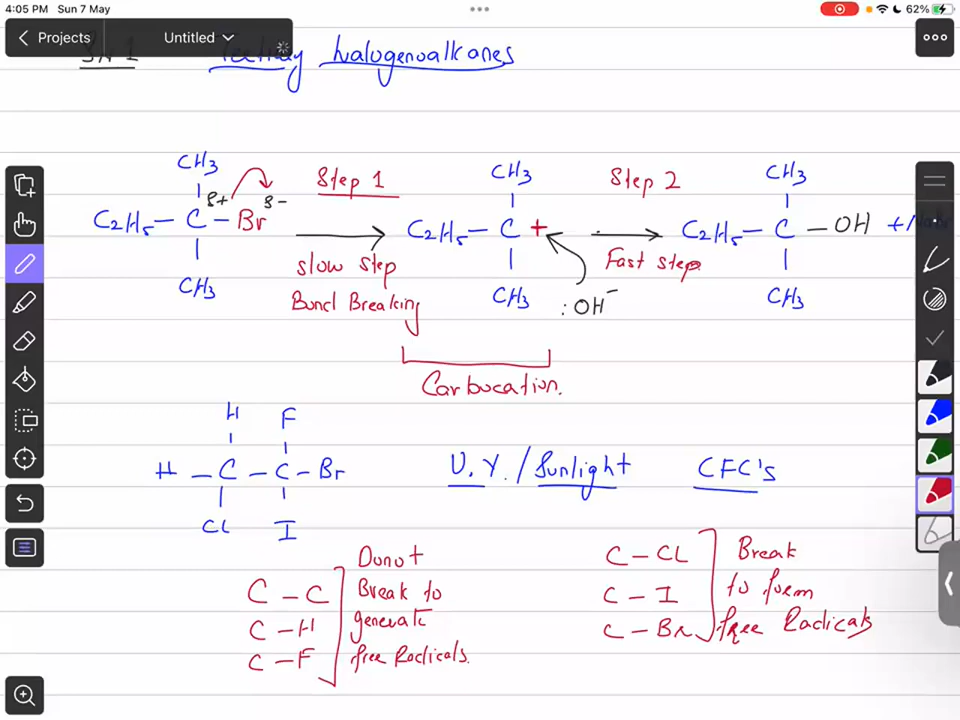 4:05 PM Sun 7 May
62%
Projects
Untitled
Tertiary halogenoalkanes
CH3 CH3 CH3
Step 1 Step 2
δ+ δ-
C2H5 — C — Br C2H5 — C + C2H5 — C — OH +
slow step Fast step
CH3 CH3 :OH- CH3
Bond Breaking
Carbocation.
H F
H — C — C — Br U.V./Sunlight CFC's
CL I
Donot
C — C Break to
C — H generate
C — F free Radicals.
C — CL Break
C — I to form
C — Br free Radicals